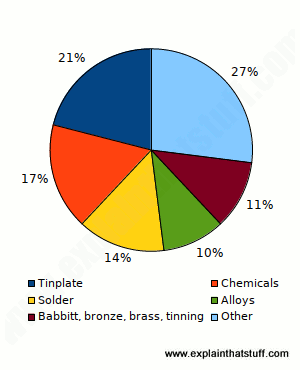 21%
27%
17%
11%
14%
10%
Tinplate Chemicals
Solder Alloys
Babbitt, bronze, brass, tinning Other
www.explainthatstuff.com